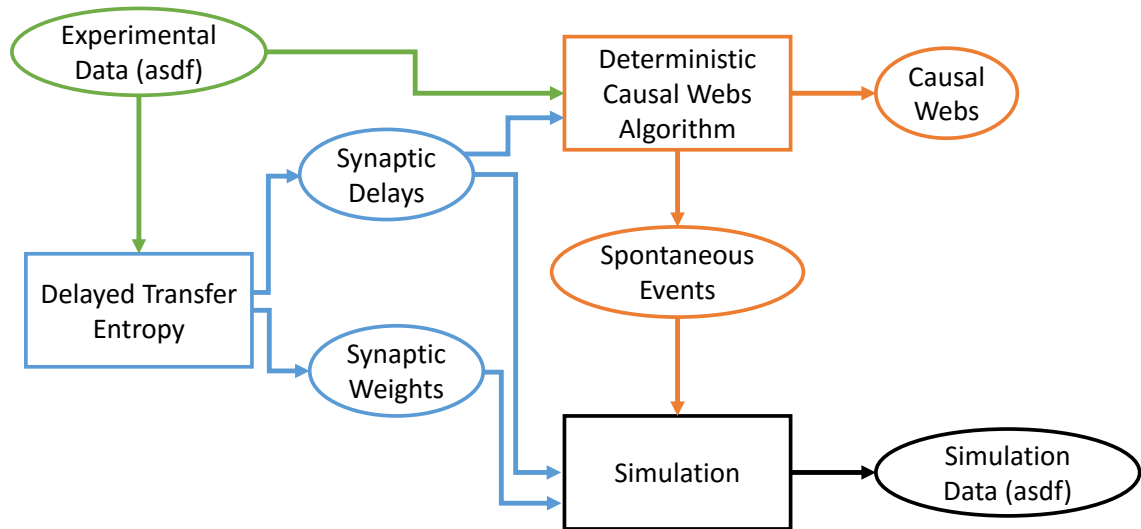 Experimental
Data (asdf)
Deterministic
Causal Webs
Algorithm
Causal
Webs
Synaptic
Delays
Delayed Transfer
Entropy
Spontaneous
Events
Synaptic
Weights
Simulation
Simulation
Data (asdf)